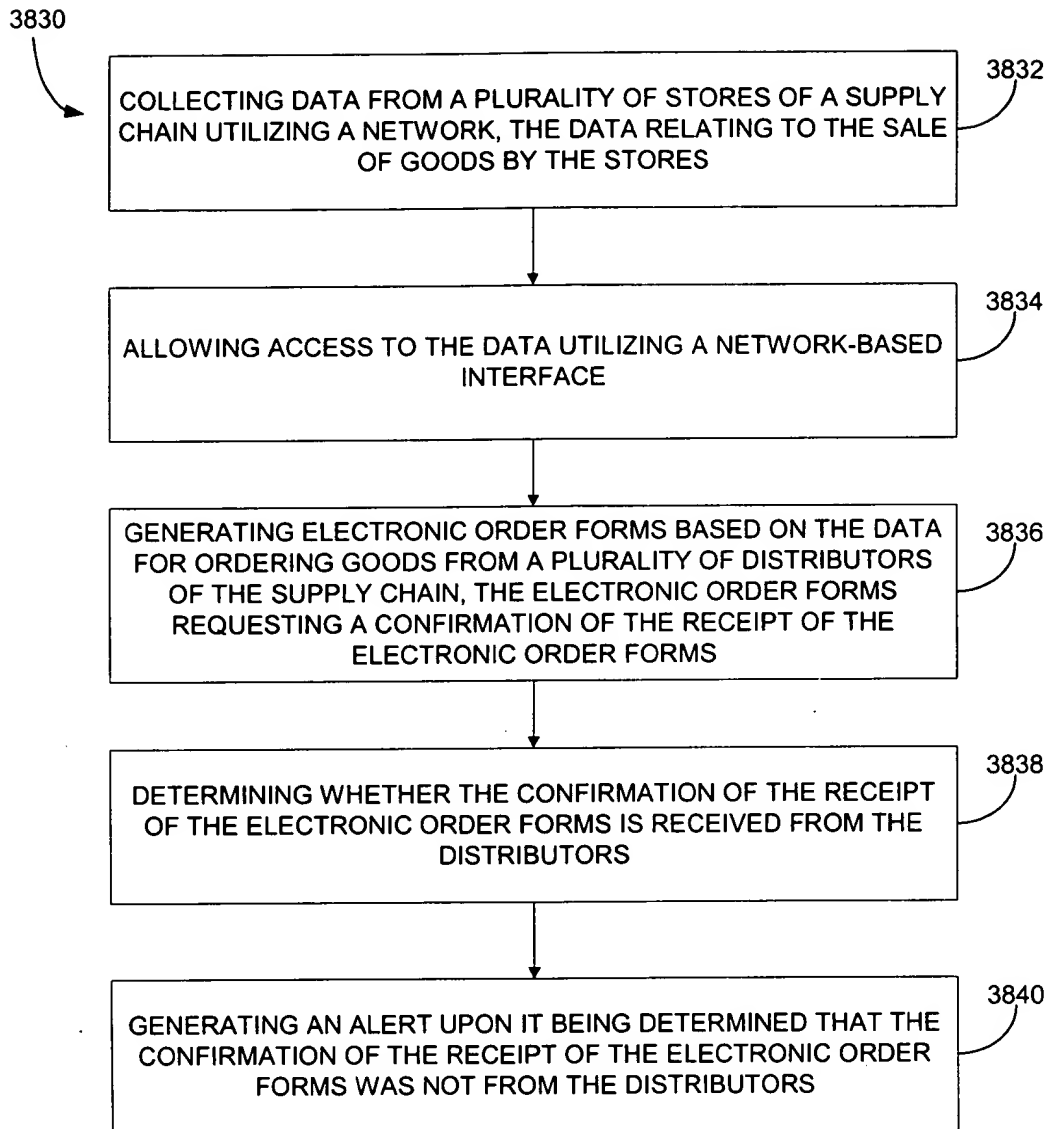 3830
3832
COLLECTING DATA FROM A PLURALITY OF STORES OF A SUPPLY
CHAIN UTILIZING A NETWORK, THE DATA RELATING TO THE SALE
OF GOODS BY THE STORES
3834
ALLOWING ACCESS TO THE DATA UTILIZING A NETWORK-BASED
INTERFACE
3836
GENERATING ELECTRONIC ORDER FORMS BASED ON THE DATA
FOR ORDERING GOODS FROM A PLURALITY OF DISTRIBUTORS
OF THE SUPPLY CHAIN, THE ELECTRONIC ORDER FORMS
REQUESTING A CONFIRMATION OF THE RECEIPT OF THE
ELECTRONIC ORDER FORMS
3838
DETERMINING WHETHER THE CONFIRMATION OF THE RECEIPT
OF THE ELECTRONIC ORDER FORMS IS RECEIVED FROM THE
DISTRIBUTORS
3840
GENERATING AN ALERT UPON IT BEING DETERMINED THAT THE
CONFIRMATION OF THE RECEIPT OF THE ELECTRONIC ORDER
FORMS WAS NOT FROM THE DISTRIBUTORS